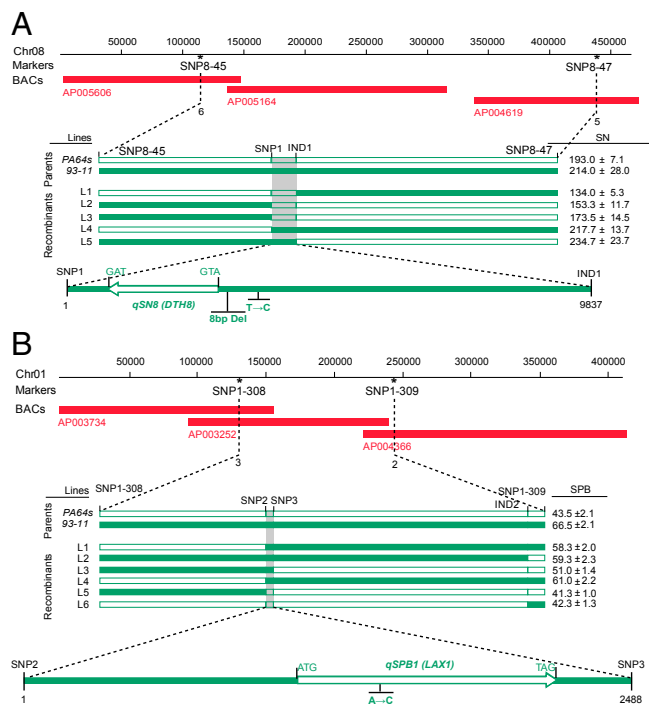 A
50000 100000 150000 200000 250000 300000 350000 400000 450000
Chr08
Markers SNP8-45 * SNP8-47 *
BACs
AP005606
AP005164
AP004619
6 5
Lines SN
SNP8-45 SNP1 IND1 SNP8-47
Parents
PA64s 193.0 ± 7.1
93-11 214.0 ± 28.0
Recombinants
L1 134.0 ± 5.3
L2 153.3 ± 11.7
L3 173.5 ± 14.5
L4 217.7 ± 13.7
L5 234.7 ± 23.7
SNP1 GAT GTA IND1
1 qSN8 (DTH8) 9837
8bp Del T→C
B
50000 100000 150000 200000 250000 300000 350000 400000
Chr01
Markers SNP1-308 * SNP1-309 *
BACs
AP003734
AP003252
AP004366
3 2
Lines SNP1-308 SNP1-309 SPB
SNP2 SNP3 IND2
Parents
PA64s 43.5 ±2.1
93-11 66.5 ±2.1
Recombinants
L1 58.3 ±2.0
L2 59.3 ±2.3
L3 51.0 ±1.4
L4 61.0 ±2.2
L5 41.3 ±1.0
L6 42.3 ±1.3
SNP2 ATG qSPB1 (LAX1) TAG SNP3
1 A→C 2488